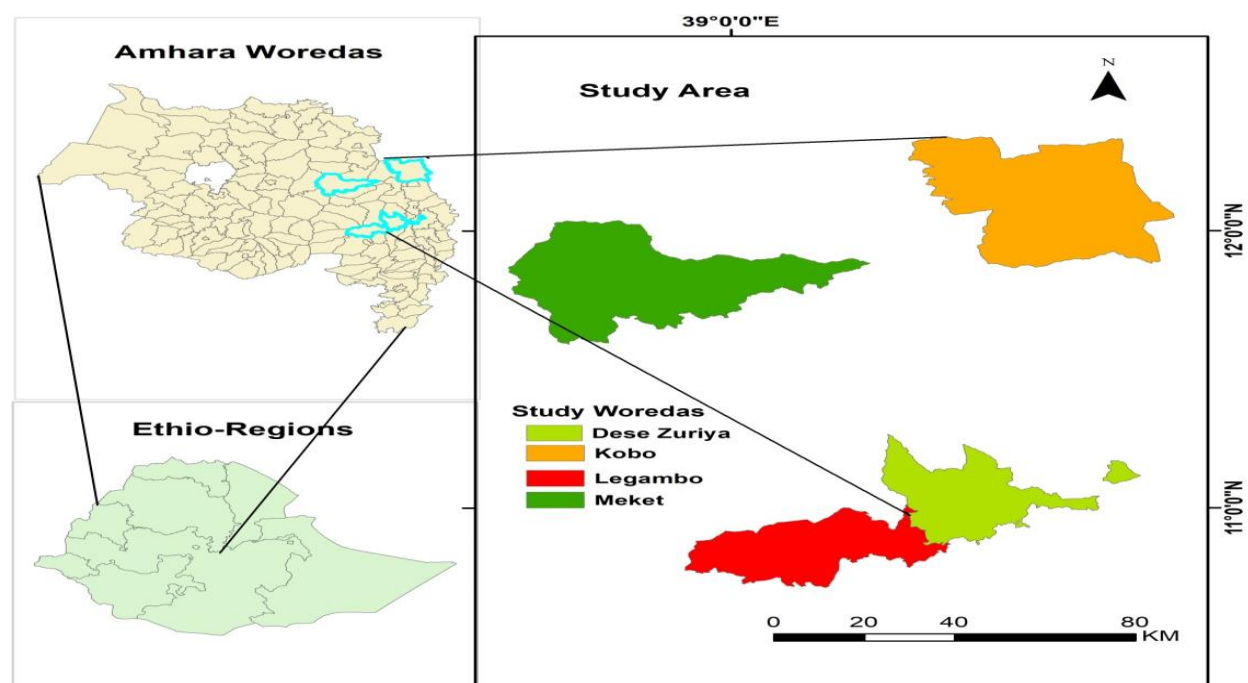 39°0'0"E
Amhara Woredas
Study Area
N
12°0'0"N
Study Woredas
Dese Zuriya
Kobo
Legambo
Meket
Ethio-Regions
11°0'0"N
0 20 40 80
KM